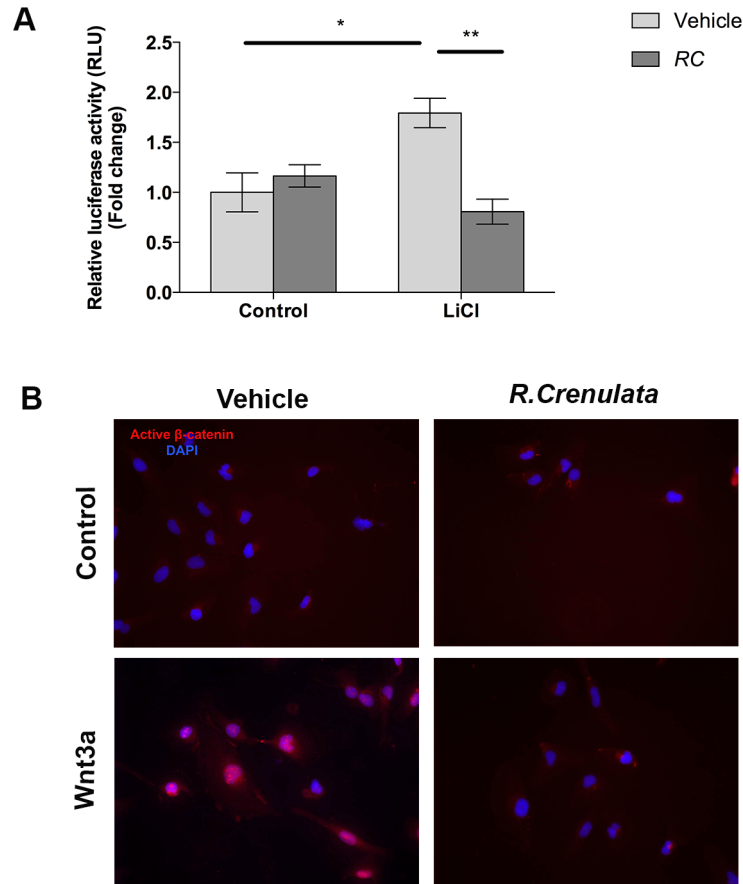 A
Vehicle
RC
*
**
Relative luciferase activity (RLU)
(Fold change)
2.5
2.0
1.5
1.0
0.5
0.0
Control
LiCl
B
Vehicle
R.Crenulata
Active β-catenin
DAPI
Control
Wnt3a